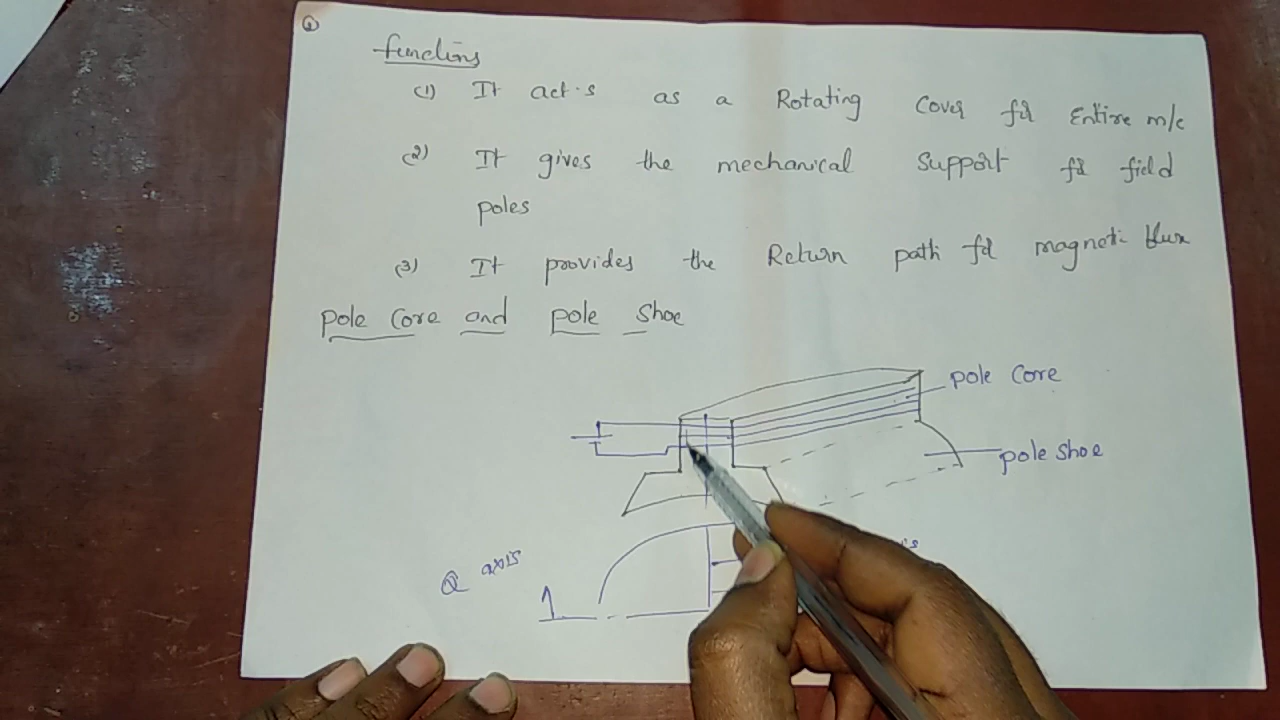 functions
(1) It act.s as a Rotating Cover for Entire m/c
(2) It gives the mechanical Support for field
poles
(3) It provides the Return path for magnetic flux
pole Core and pole Shoe
pole Core
pole shoe
Q axis